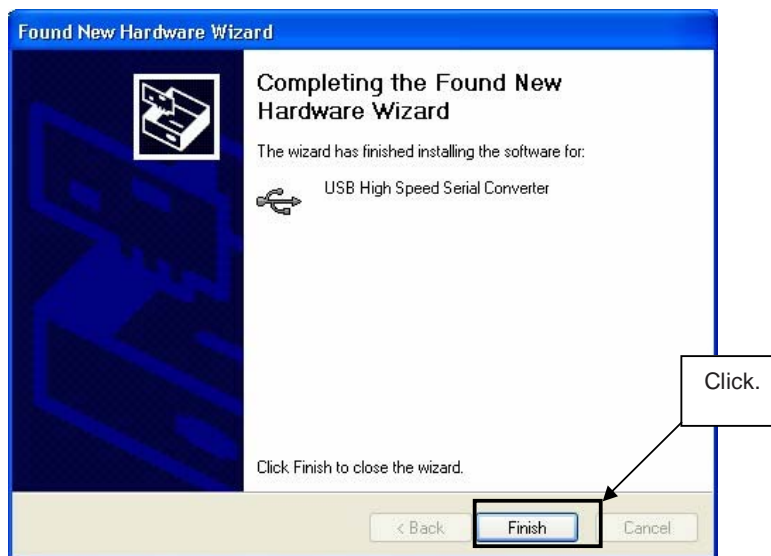 Found New Hardware Wizard
Completing the Found New
Hardware Wizard
The wizard has finished installing the software for:
USB High Speed Serial Converter
Click.
Click Finish to close the wizard.
< Back
Finish
Cancel